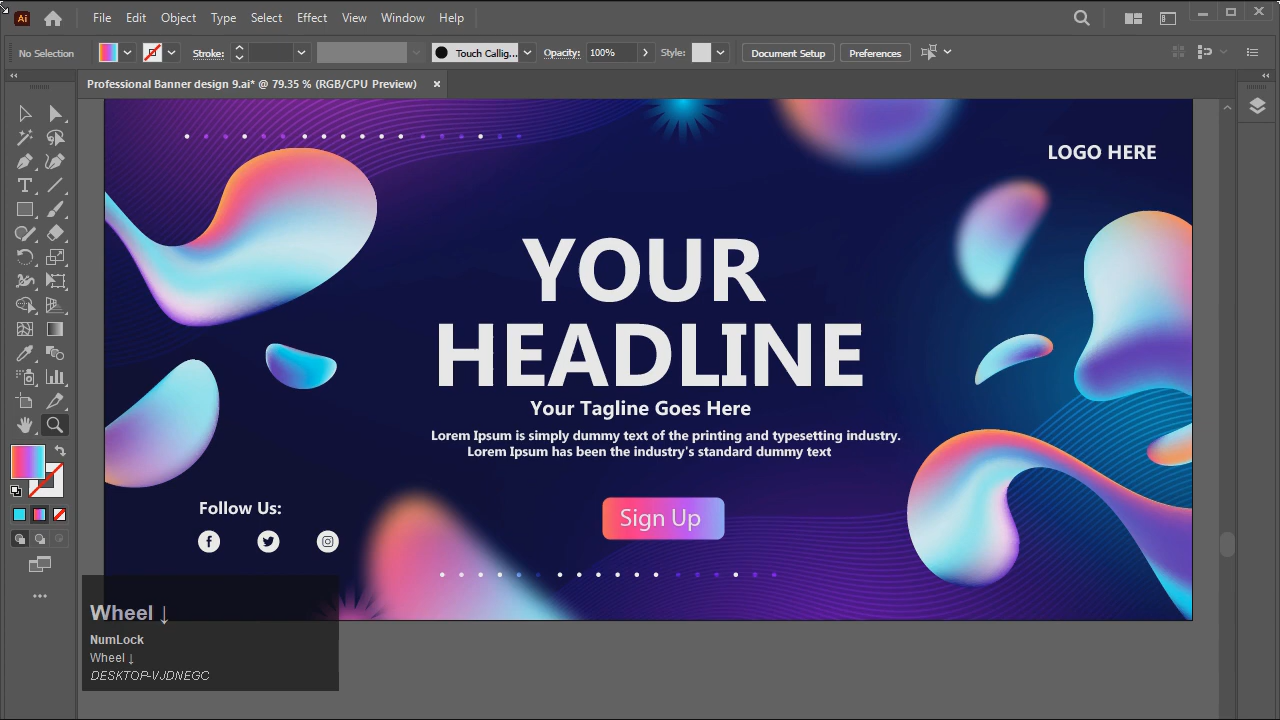 Ai File Edit Object Type Select Effect View Window Help
No Selection Stroke: Touch Callig... Opacity: 100% Style: Document Setup Preferences
Professional Banner design 9.ai* @ 79.35 % (RGB/CPU Preview) ×
LOGO HERE
YOUR
HEADLINE
Your Tagline Goes Here
Lorem Ipsum is simply dummy text of the printing and typesetting industry.
Lorem Ipsum has been the industry's standard dummy text
Follow Us:
Sign Up
Wheel ↓
NumLock
Wheel ↓
DESKTOP-VJDNEGC